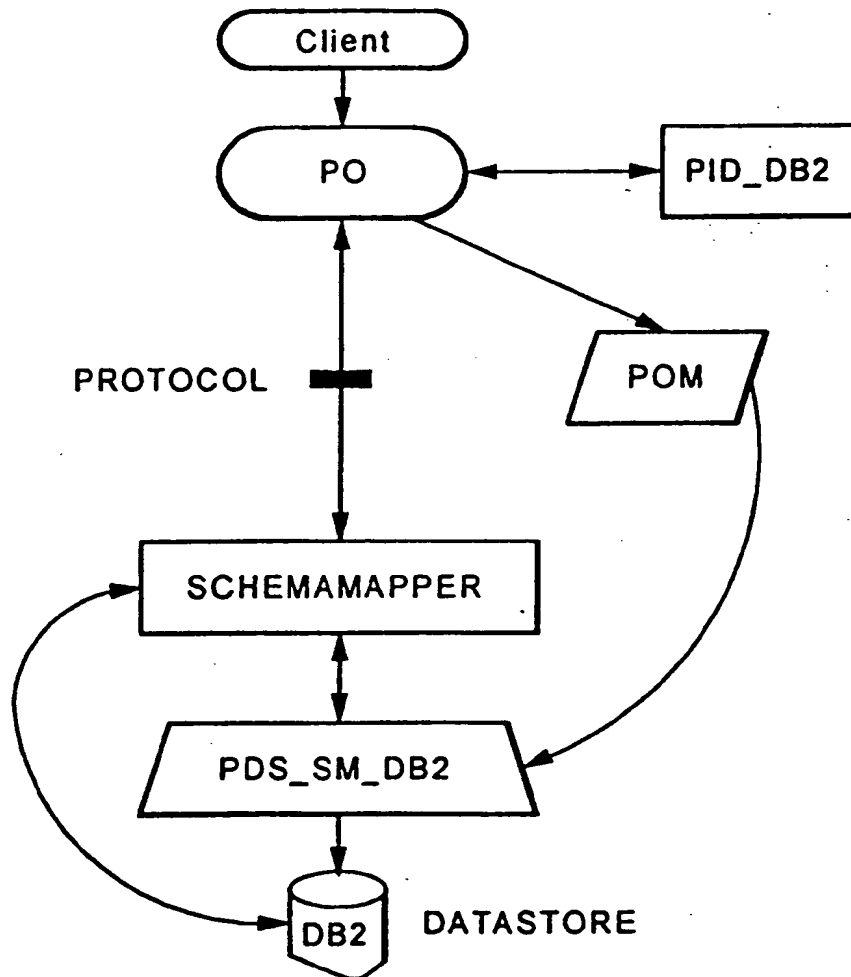 Client
PO
PID_DB2
POM
PROTOCOL
SCHEMAMAPPER
PDS_SM_DB2
DB2
DATASTORE